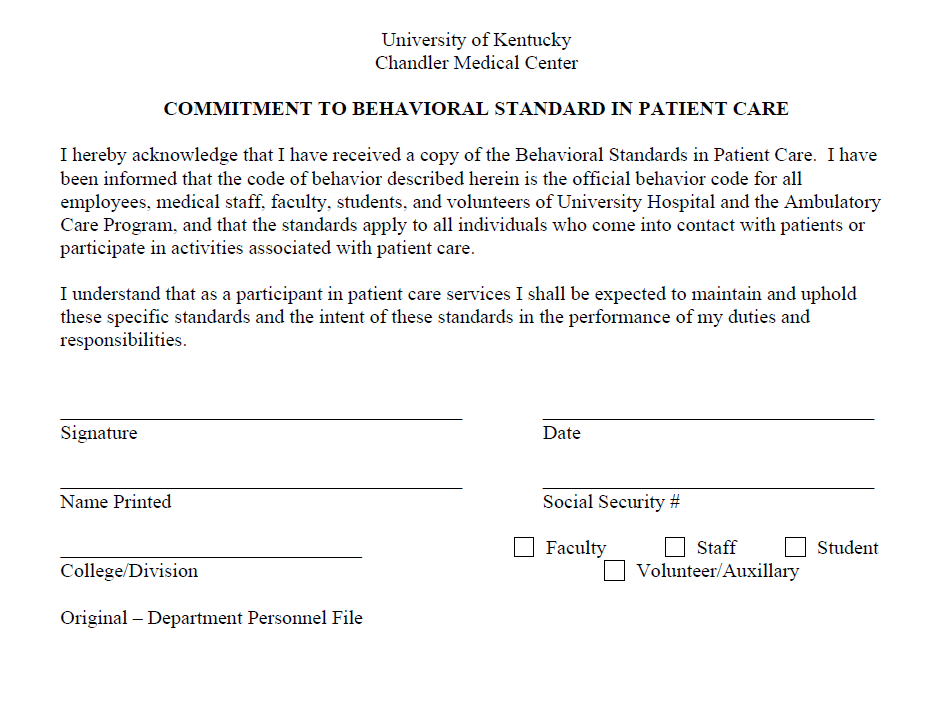 University of Kentucky
Chandler Medical Center
COMMITMENT TO BEHAVIORAL STANDARD IN PATIENT CARE
I hereby acknowledge that I have received a copy of the Behavioral Standards in Patient Care.  I have
been informed that the code of behavior described herein is the official behavior code for all
employees, medical staff, faculty, students, and volunteers of University Hospital and the Ambulatory
Care Program, and that the standards apply to all individuals who come into contact with patients or
participate in activities associated with patient care.
I understand that as a participant in patient care services I shall be expected to maintain and uphold
these specific standards and the intent of these standards in the performance of my duties and
responsibilities.
Signature Date
Name Printed Social Security #
Faculty Staff Student
College/Division Volunteer/Auxillary
Original – Department Personnel File